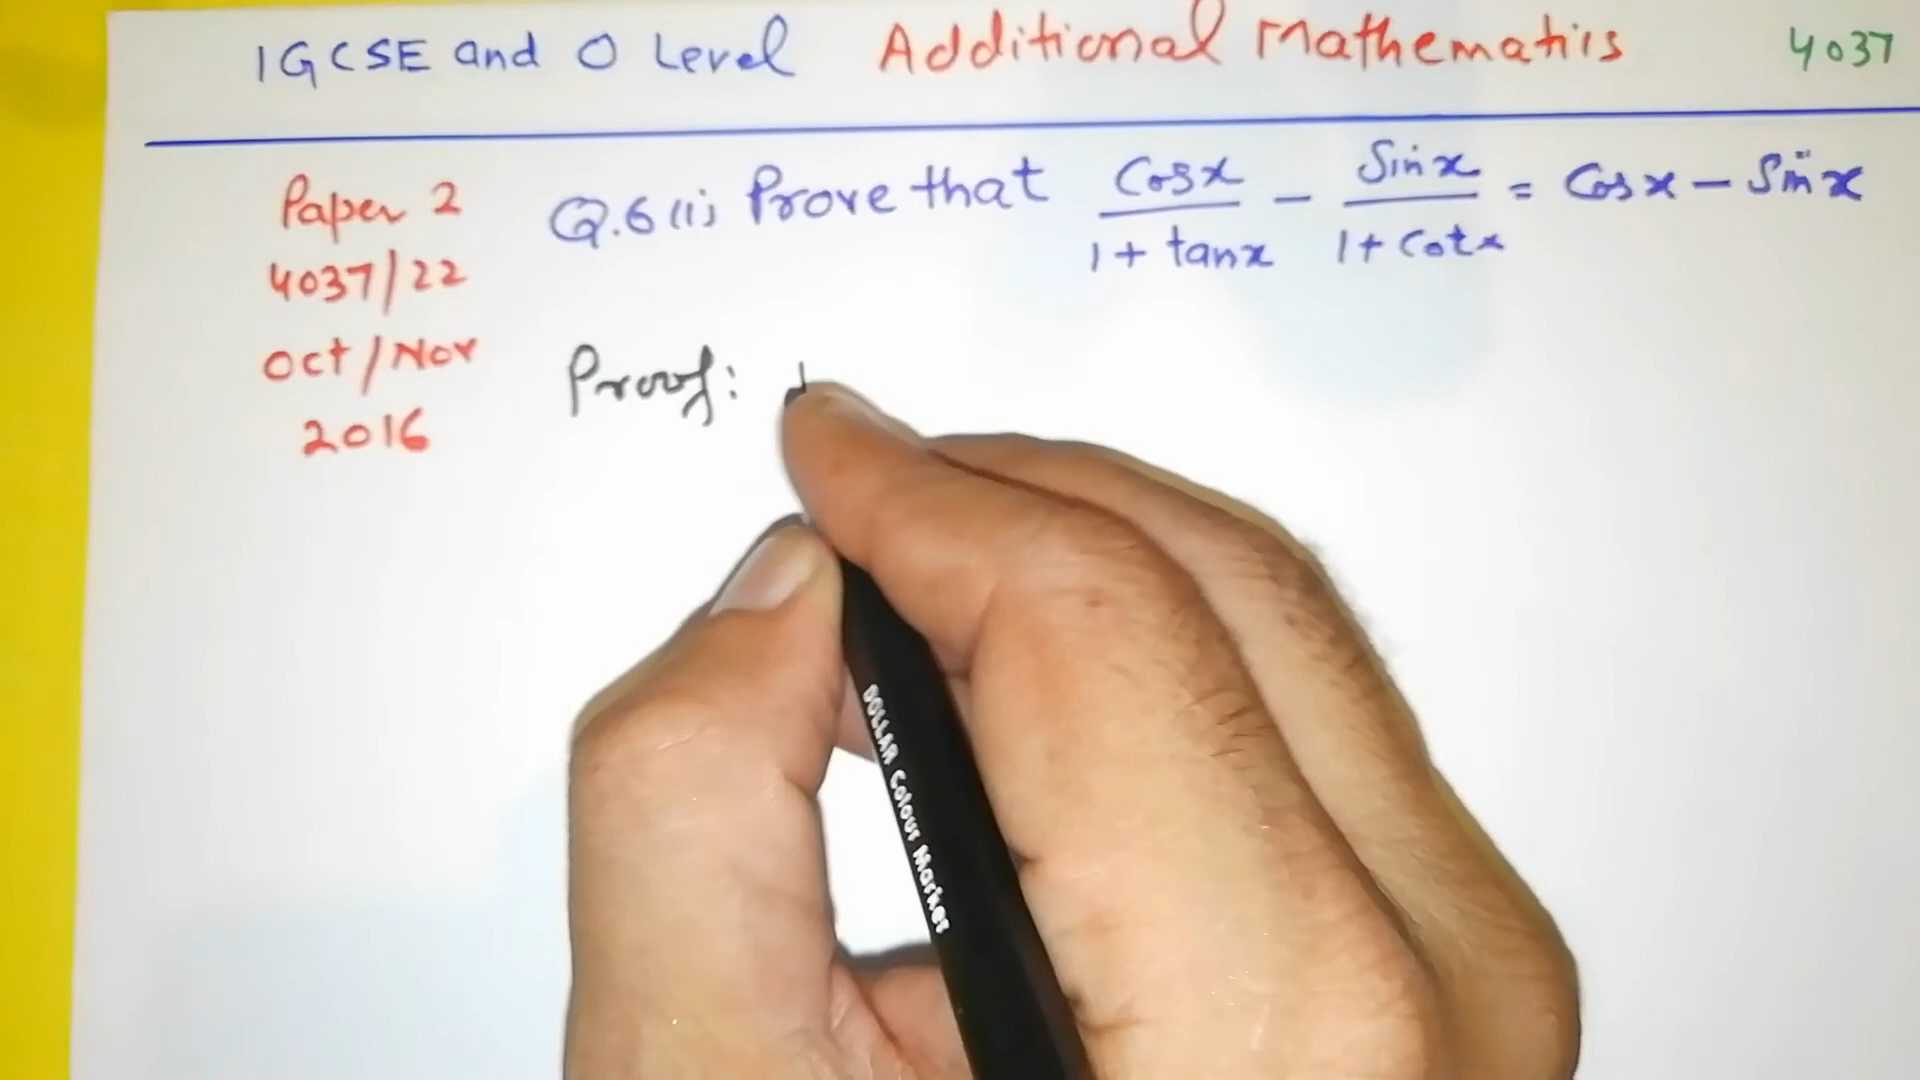 IGCSE and O Level Additional Mathematics 4037
Paper 2
4037/22
Oct/Nov
2016
Q.6(i) Prove that Cosx/1+tanx - Sinx/1+Cotx = Cosx - Sinx
Proof:
DOLLAR Colour Marker